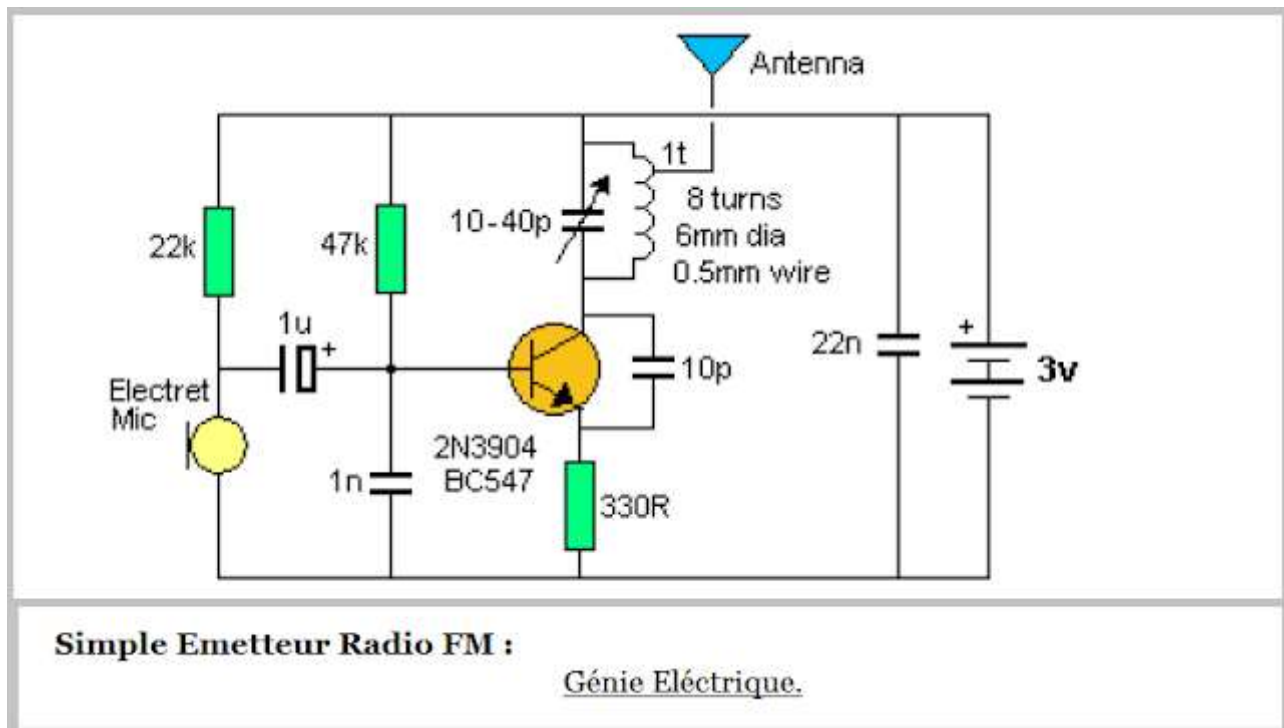 Antenna
1t
8 turns
6mm dia
0.5mm wire
10-40p
22k
47k
1u
+
10p
22n
+
3v
Electret
Mic
2N3904
BC547
1n
330R
Simple Emetteur Radio FM :
Génie Eléctrique.